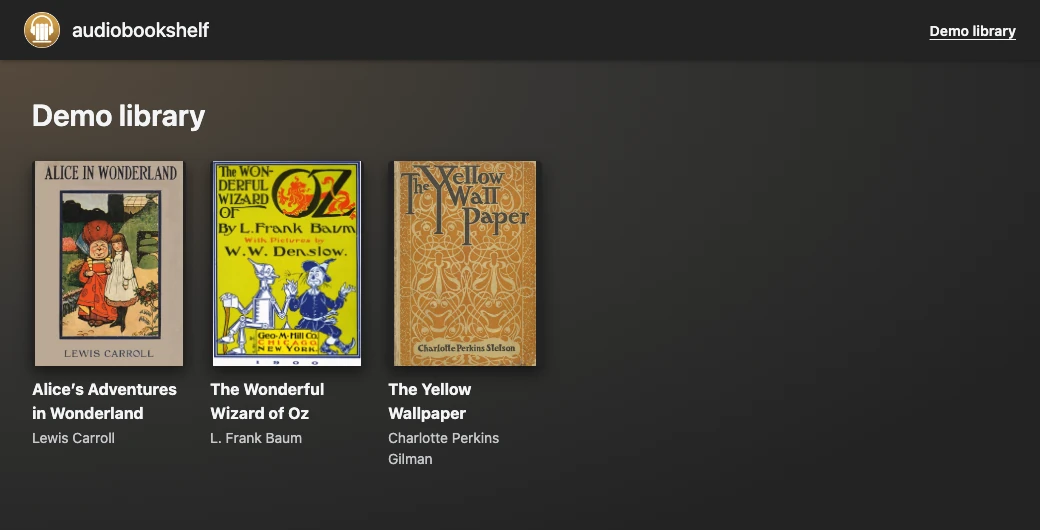 audiobookshelf
Demo library
Demo library
ALICE IN WONDERLAND
LEWIS CARROLL
The WON-
DERFUL
WIZARD
OF
OZ
By L. Frank Baum
With Pictures by
W.W. Denslow.
Geo. M. Hill Co.
CHICAGO
NEW YORK.
1900
The Yellow
Wall
Paper
Charlotte Perkins Stetson
Alice’s Adventures
in Wonderland
Lewis Carroll
The Wonderful
Wizard of Oz
L. Frank Baum
The Yellow
Wallpaper
Charlotte Perkins
Gilman